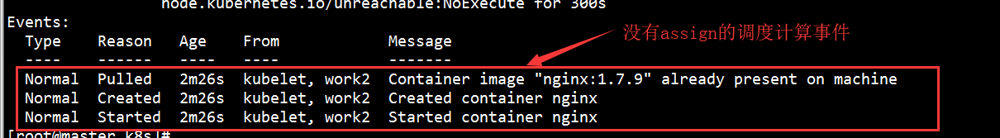 node.kubernetes.io/unreachable:NoExecute for 300s
Events:
没有assign的调度计算事件
Type Reason Age From Message
---- ------ ---- ---- -------
Normal Pulled 2m26s kubelet, work2 Container image "nginx:1.7.9" already present on machine
Normal Created 2m26s kubelet, work2 Created container nginx
Normal Started 2m26s kubelet, work2 Started container nginx
[root@master k8s]#